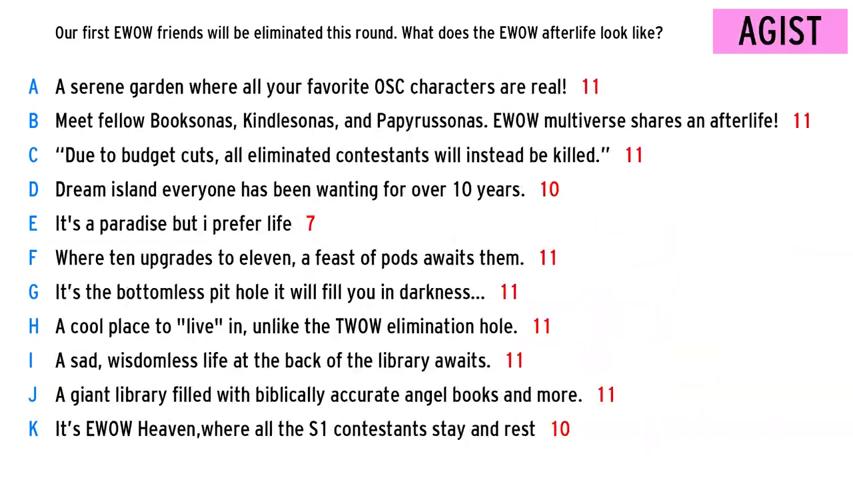 Our first EWOW friends will be eliminated this round. What does the EWOW afterlife look like?
AGIST
A A serene garden where all your favorite OSC characters are real! 11
B Meet fellow Booksonas, Kindlesonas, and Papyrussonas. EWOW multiverse shares an afterlife! 11
C “Due to budget cuts, all eliminated contestants will instead be killed.” 11
D Dream island everyone has been wanting for over 10 years. 10
E It's a paradise but i prefer life 7
F Where ten upgrades to eleven, a feast of pods awaits them. 11
G It’s the bottomless pit hole it will fill you in darkness... 11
H A cool place to "live" in, unlike the TWOW elimination hole. 11
I A sad, wisdomless life at the back of the library awaits. 11
J A giant library filled with biblically accurate angel books and more. 11
K It’s EWOW Heaven,where all the S1 contestants stay and rest 10